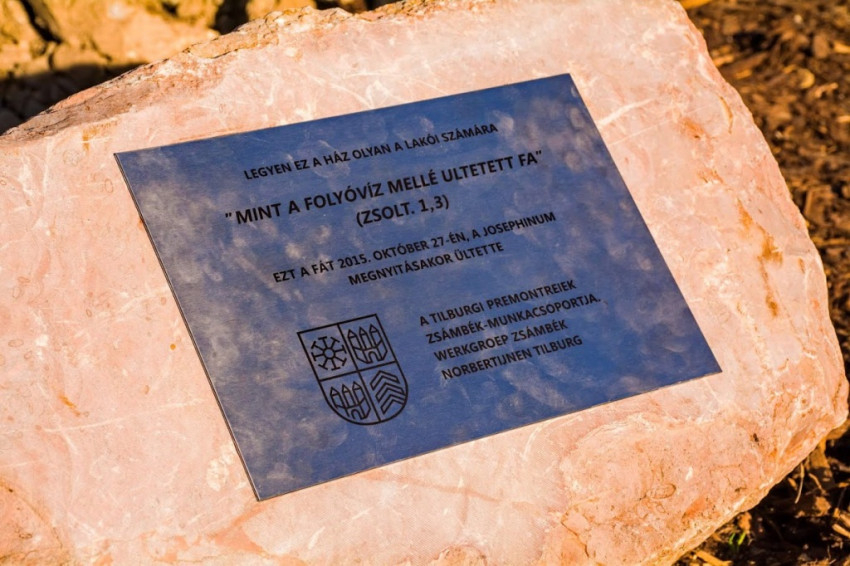 LEGYEN EZ A HÁZ OLYAN A LAKÓI SZÁMÁRA
"MINT A FOLYÓVÍZ MELLÉ ULTETETT FA"
(ZSOLT. 1,3)
EZT A FÁT 2015. OKTÓBER 27-ÉN, A JOSEPHINUM
MEGNYITÁSAKOR ÜLTETTE
A TILBURGI PREMONTREIEK
ZSÁMBÉK-MUNKACSOPORTJA.
WERKGROEP ZSÁMBÉK
NORBERTIJNEN TILBURG